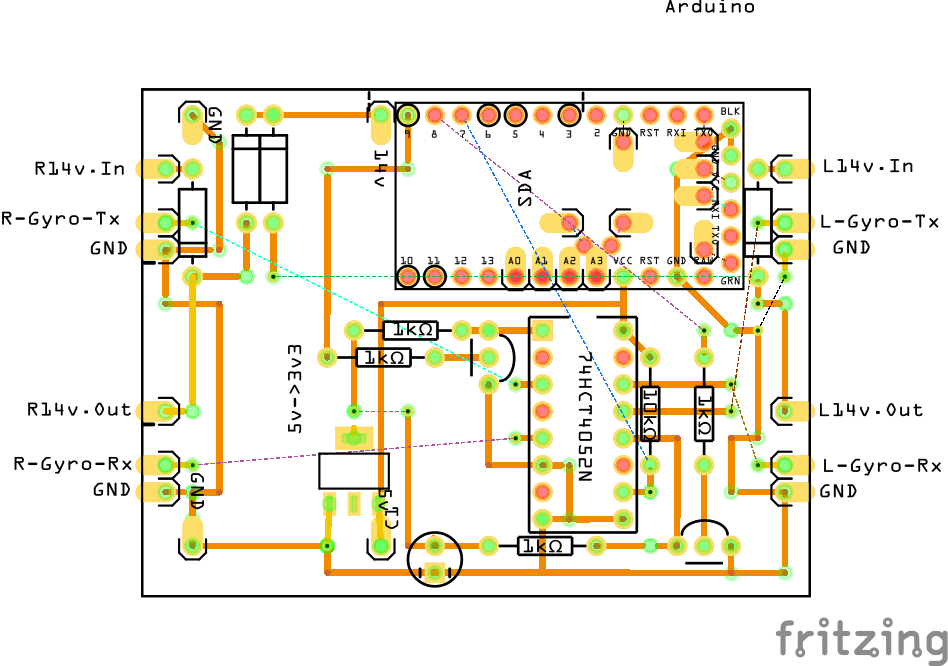 Arduino
BLK
GND
9 8 7 6 5 4 3 2 GND RST RXI TXO
14v
R14v.In
L14v.In
SDA
RXI
TXO
R-Gyro-Tx
L-Gyro-Tx
GND
GND
10 11 12 13 A0 A1 A2 A3 VCC RST GND RAW
GRN
1kΩ
1kΩ
74HCT4052N
10kΩ
1kΩ
R14v.Out
L14v.Out
R-Gyro-Rx
L-Gyro-Rx
GND
GND
GND
1kΩ
fritzing